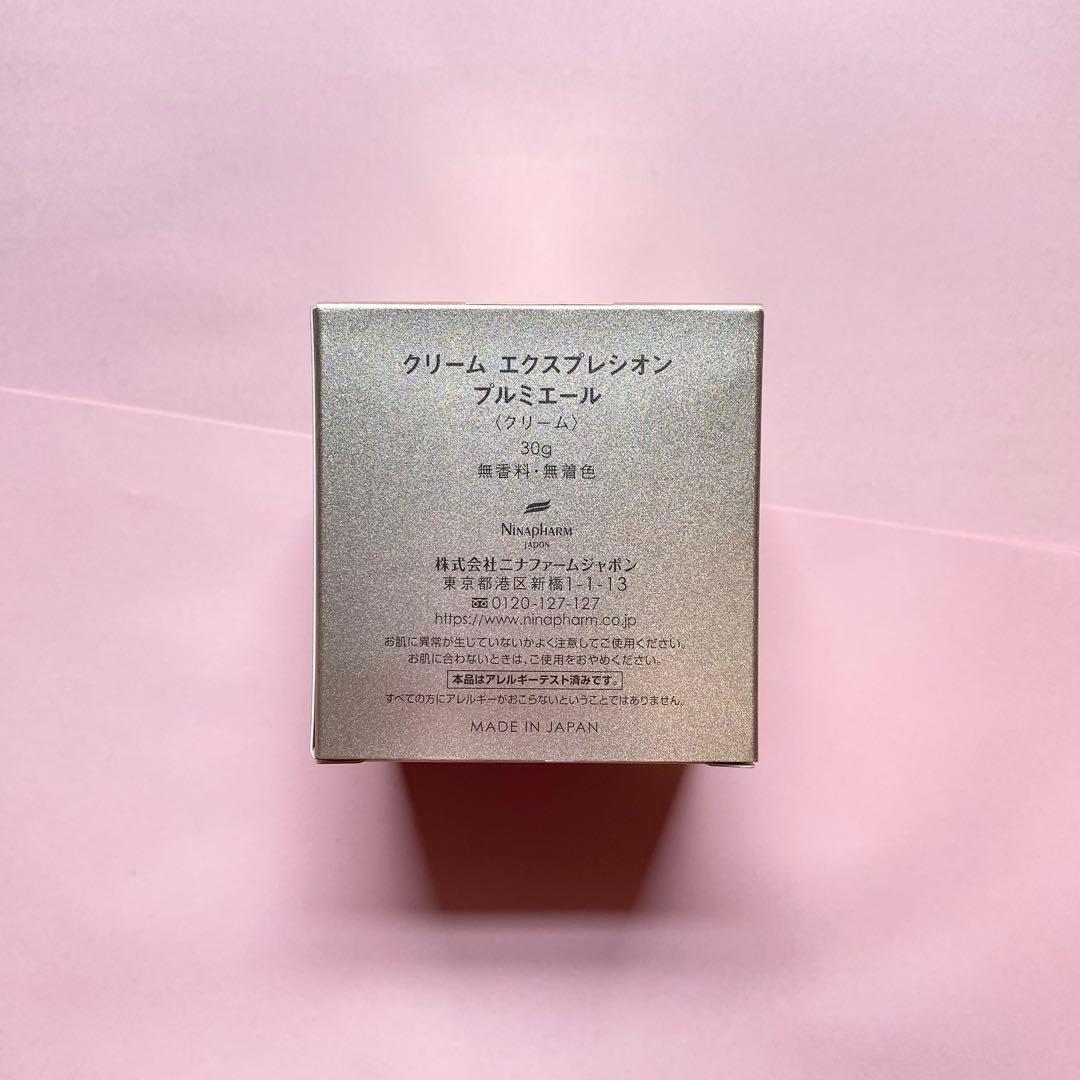 クリーム エクスプレシオン
プルミエール
〈クリーム〉
30g
無香料・無着色
NINAPHARM
JAPON
株式会社ニナファームジャポン
東京都港区新橋1-1-13
0120-127-127
https://www.ninapharm.co.jp
お肌に異常が生じていないかよく注意してご使用ください。
お肌に合わないときは、ご使用をおやめください。
本品はアレルギーテスト済みです。
すべての方にアレルギーがおこらないということではありません。
MADE IN JAPAN